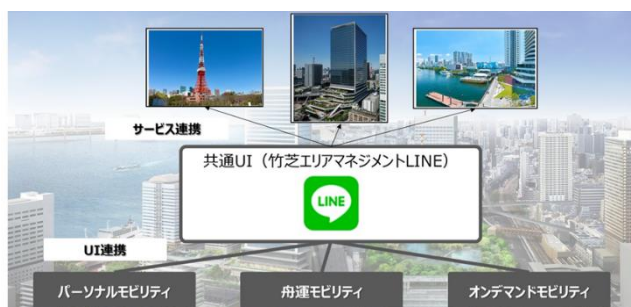 サービス連携
共通UI（竹芝エリアマネジメントLINE）
LINE
UI連携
パーソナルモビリティ
舟運モビリティ
オンデマンドモビリティ